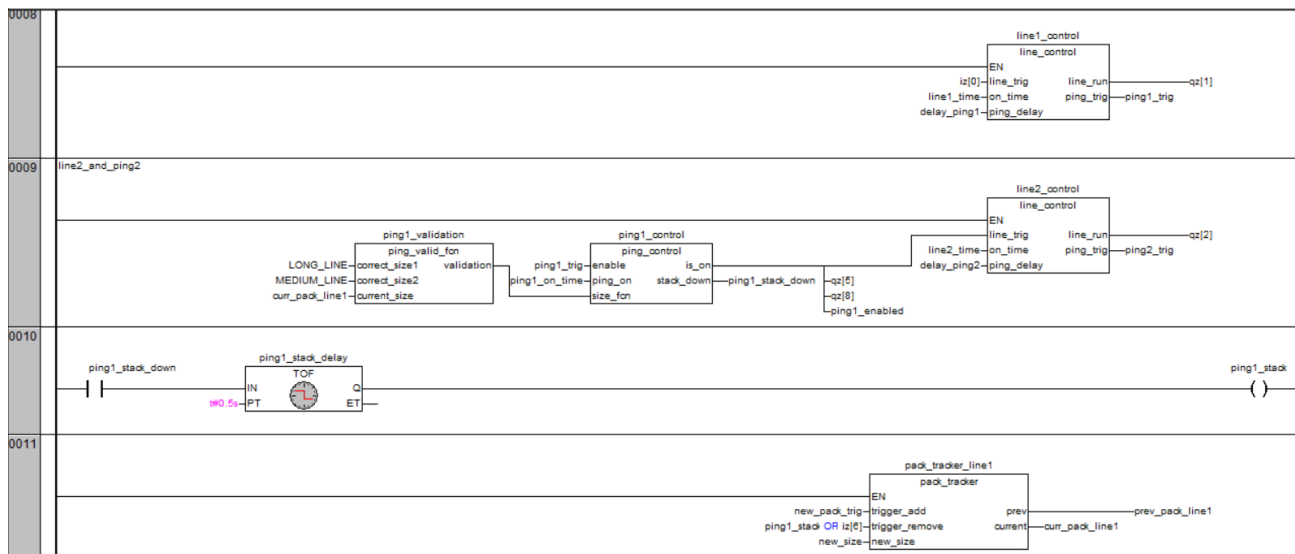 0008
line1_control
line_control
EN
iz[0] line_trig line_run qz[1]
line1_time on_time ping_trig ping1_trig
delay_ping1 ping_delay
0009 line2_and_ping2
line2_control
line_control
EN
ping1_validation ping1_control
ping_valid_fcn ping_control
line_trig line_run qz[2]
line2_time on_time ping_trig ping2_trig
delay_ping2 ping_delay
LONG_LINE correct_size1 validation ping1_trig enable is_on
MEDIUM_LINE correct_size2 ping1_on_time ping_on stack_down ping1_stack_down qz[5]
curr_pack_line1 current_size size_fcn qz[8]
ping1_enabled
0010
ping1_stack_delay
ping1_stack_down TOF ping1_stack
IN Q
t#0.5s PT ET
0011
pack_tracker_line1
pack_tracker
EN
new_pack_trig trigger_add prev prev_pack_line1
ping1_stack OR iz[6] trigger_remove current curr_pack_line1
new_size new_size